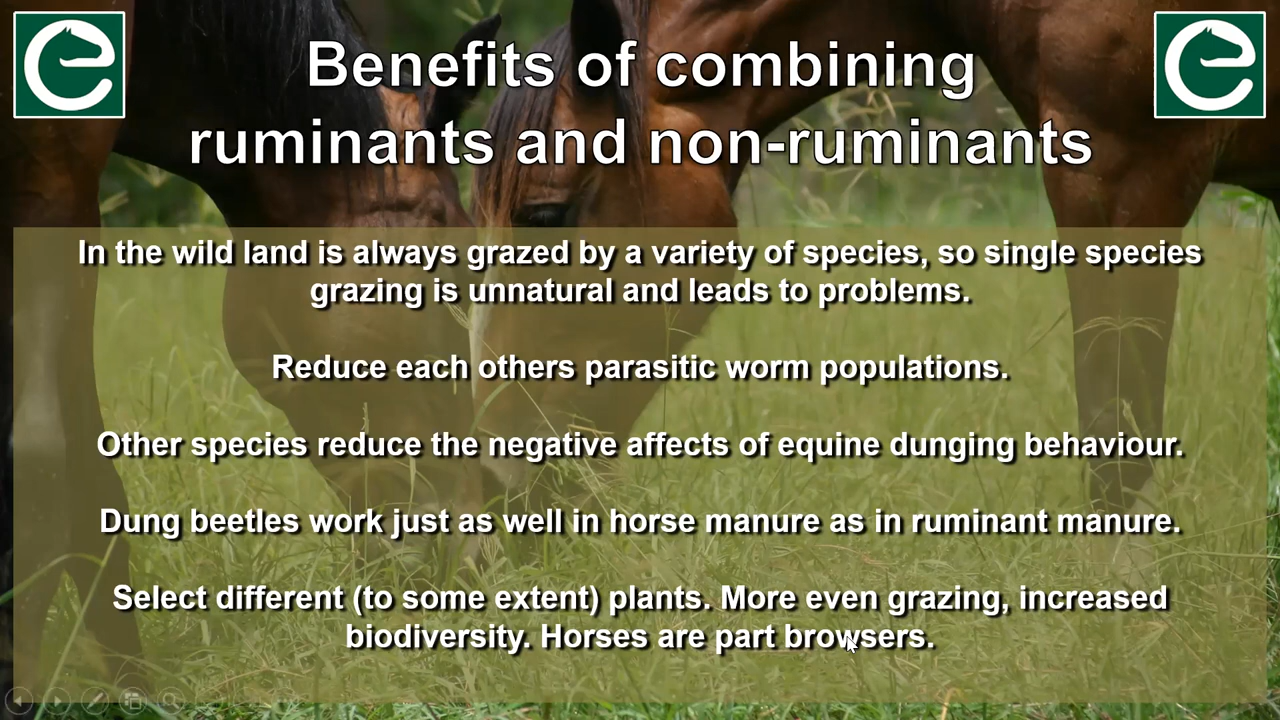 Benefits of combining
ruminants and non-ruminants
In the wild land is always grazed by a variety of species, so single species
grazing is unnatural and leads to problems.
Reduce each others parasitic worm populations.
Other species reduce the negative affects of equine dunging behaviour.
Dung beetles work just as well in horse manure as in ruminant manure.
Select different (to some extent) plants. More even grazing, increased
biodiversity. Horses are part browsers.